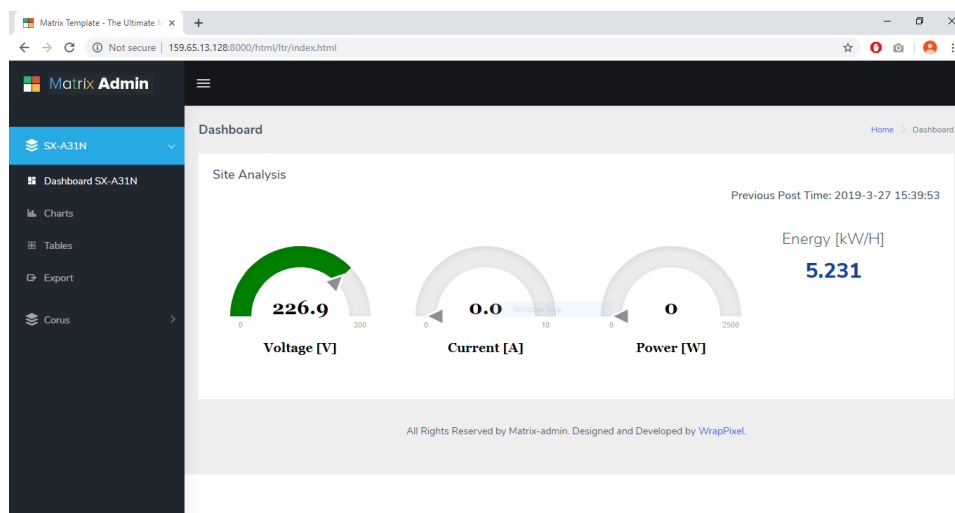 Matrix Template - The Ultimate M
Not secure | 159.65.13.128:8000/html/ltr/index.html
Matrix Admin
Dashboard
Home > Dashboard
SX-A31N
Dashboard SX-A31N
Charts
Tables
Export
Corus
Site Analysis
Previous Post Time: 2019-3-27 15:39:53
Energy [kW/H]
5.231
226.9
0 300
Voltage [V]
0.0
0 10
Current [A]
Window Snip
0
0 2500
Power [W]
All Rights Reserved by Matrix-admin. Designed and Developed by WrapPixel.